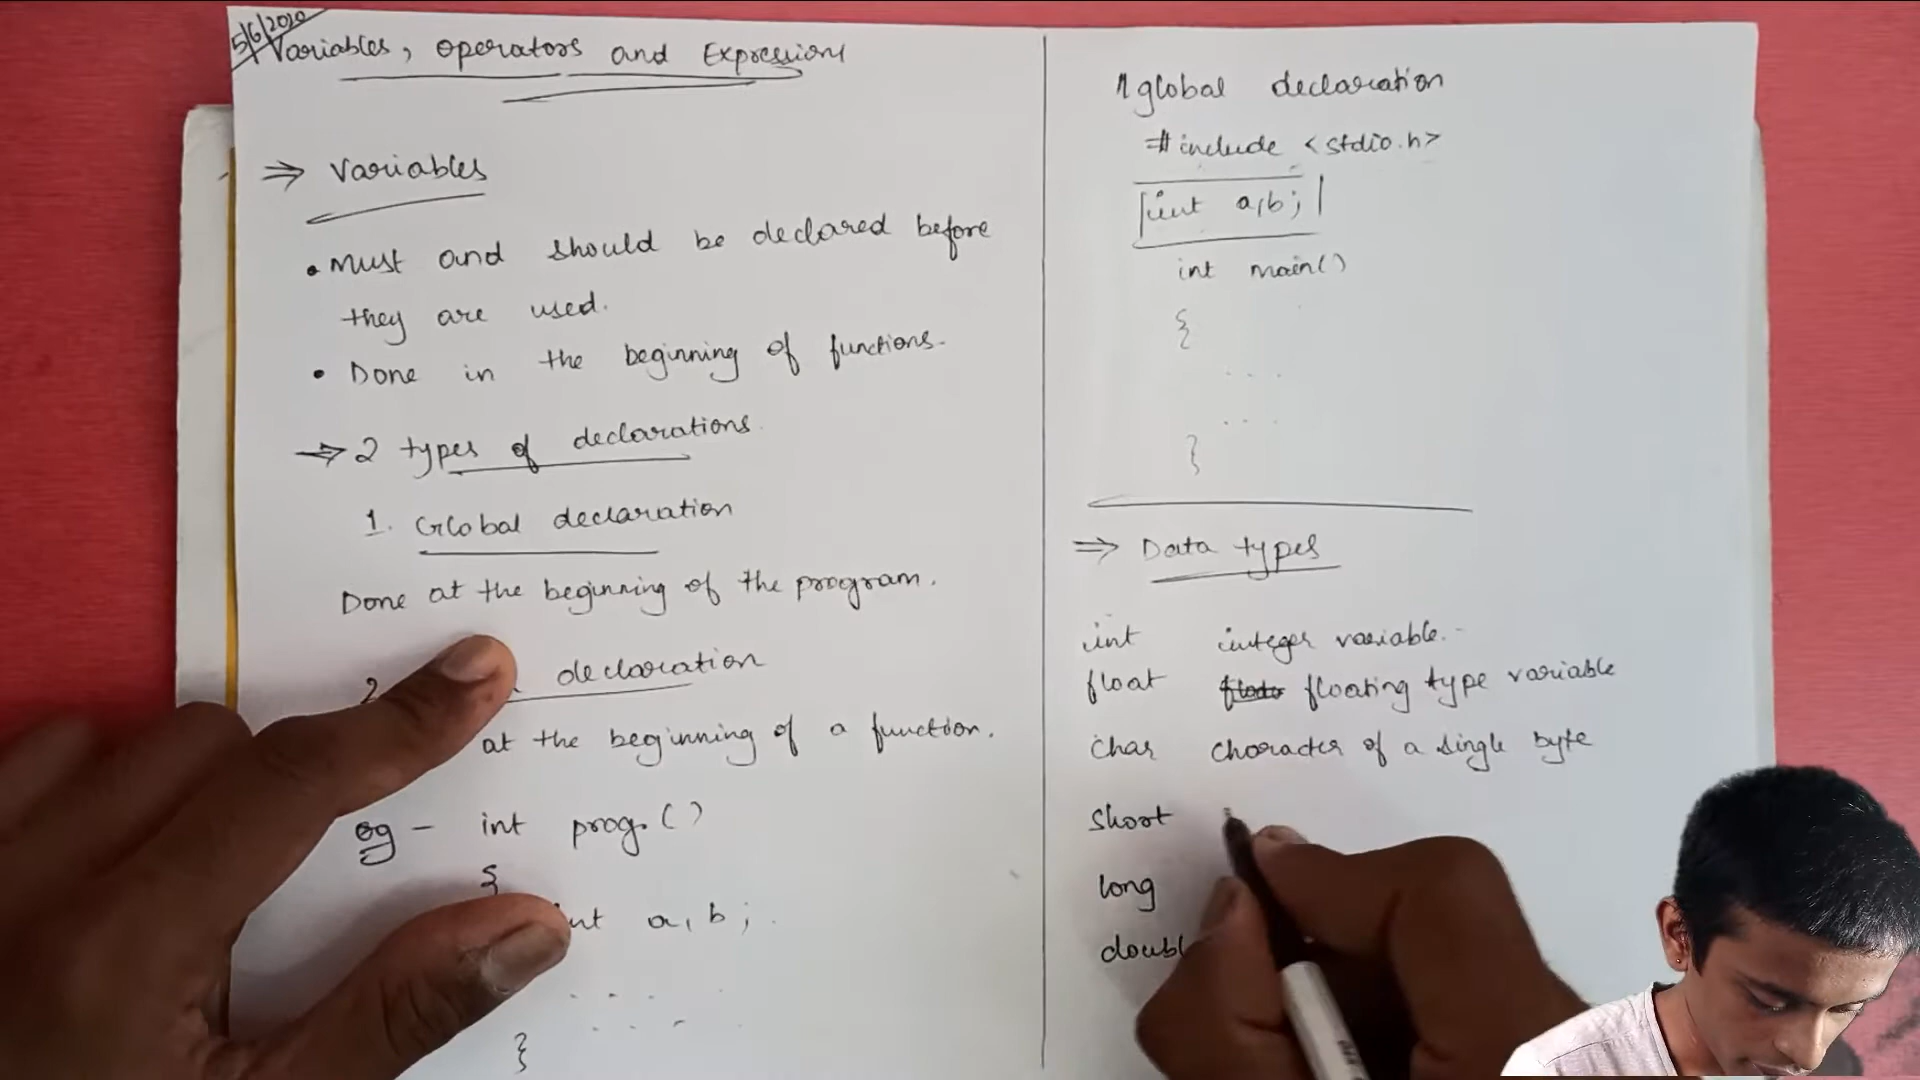 5/6/2020
Variables, operators and Expressions
⇒ Variables
• Must and should be declared before
they are used.
• Done in the beginning of functions.
⇒ 2 types of declarations.
1. Global declaration
Done at the beginning of the program.
2. declaration
at the beginning of a function.
eg - int prog.()
{
int a, b;
. . . .
. . .
}
1 global declaration
#include <stdio.h>
int a,b;
int main()
{
. . .
. . .
}
⇒ Data types
int integer variable.
float floating type variable
char character of a single byte
short
long
doubl